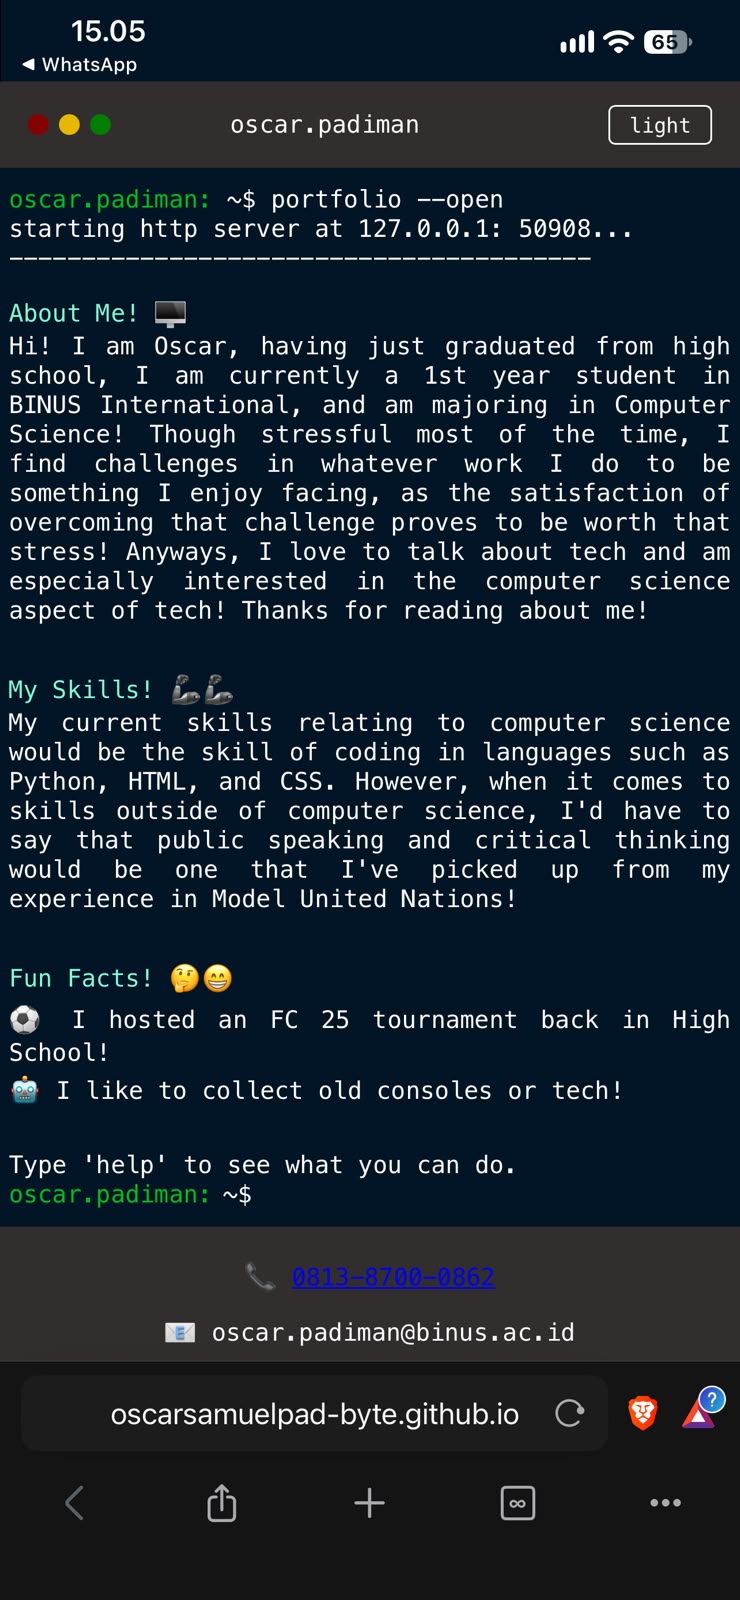 15.05
65
◀ WhatsApp
oscar.padiman
light
oscar.padiman: ~$ portfolio --open
starting http server at 127.0.0.1: 50908...
----------------------------------------
About Me! 🖥️
Hi! I am Oscar, having just graduated from high
school, I am currently a 1st year student in
BINUS International, and am majoring in Computer
Science! Though stressful most of the time, I
find challenges in whatever work I do to be
something I enjoy facing, as the satisfaction of
overcoming that challenge proves to be worth that
stress! Anyways, I love to talk about tech and am
especially interested in the computer science
aspect of tech! Thanks for reading about me!
My Skills! 🦾🦾
My current skills relating to computer science
would be the skill of coding in languages such as
Python, HTML, and CSS. However, when it comes to
skills outside of computer science, I'd have to
say that public speaking and critical thinking
would be one that I've picked up from my
experience in Model United Nations!
Fun Facts! 🤔😁
⚽ I hosted an FC 25 tournament back in High
School!
🤖 I like to collect old consoles or tech!
Type 'help' to see what you can do.
oscar.padiman: ~$
📞 0813-8700-0862
📧 oscar.padiman@binus.ac.id
oscarsamuelpad-byte.github.io
?